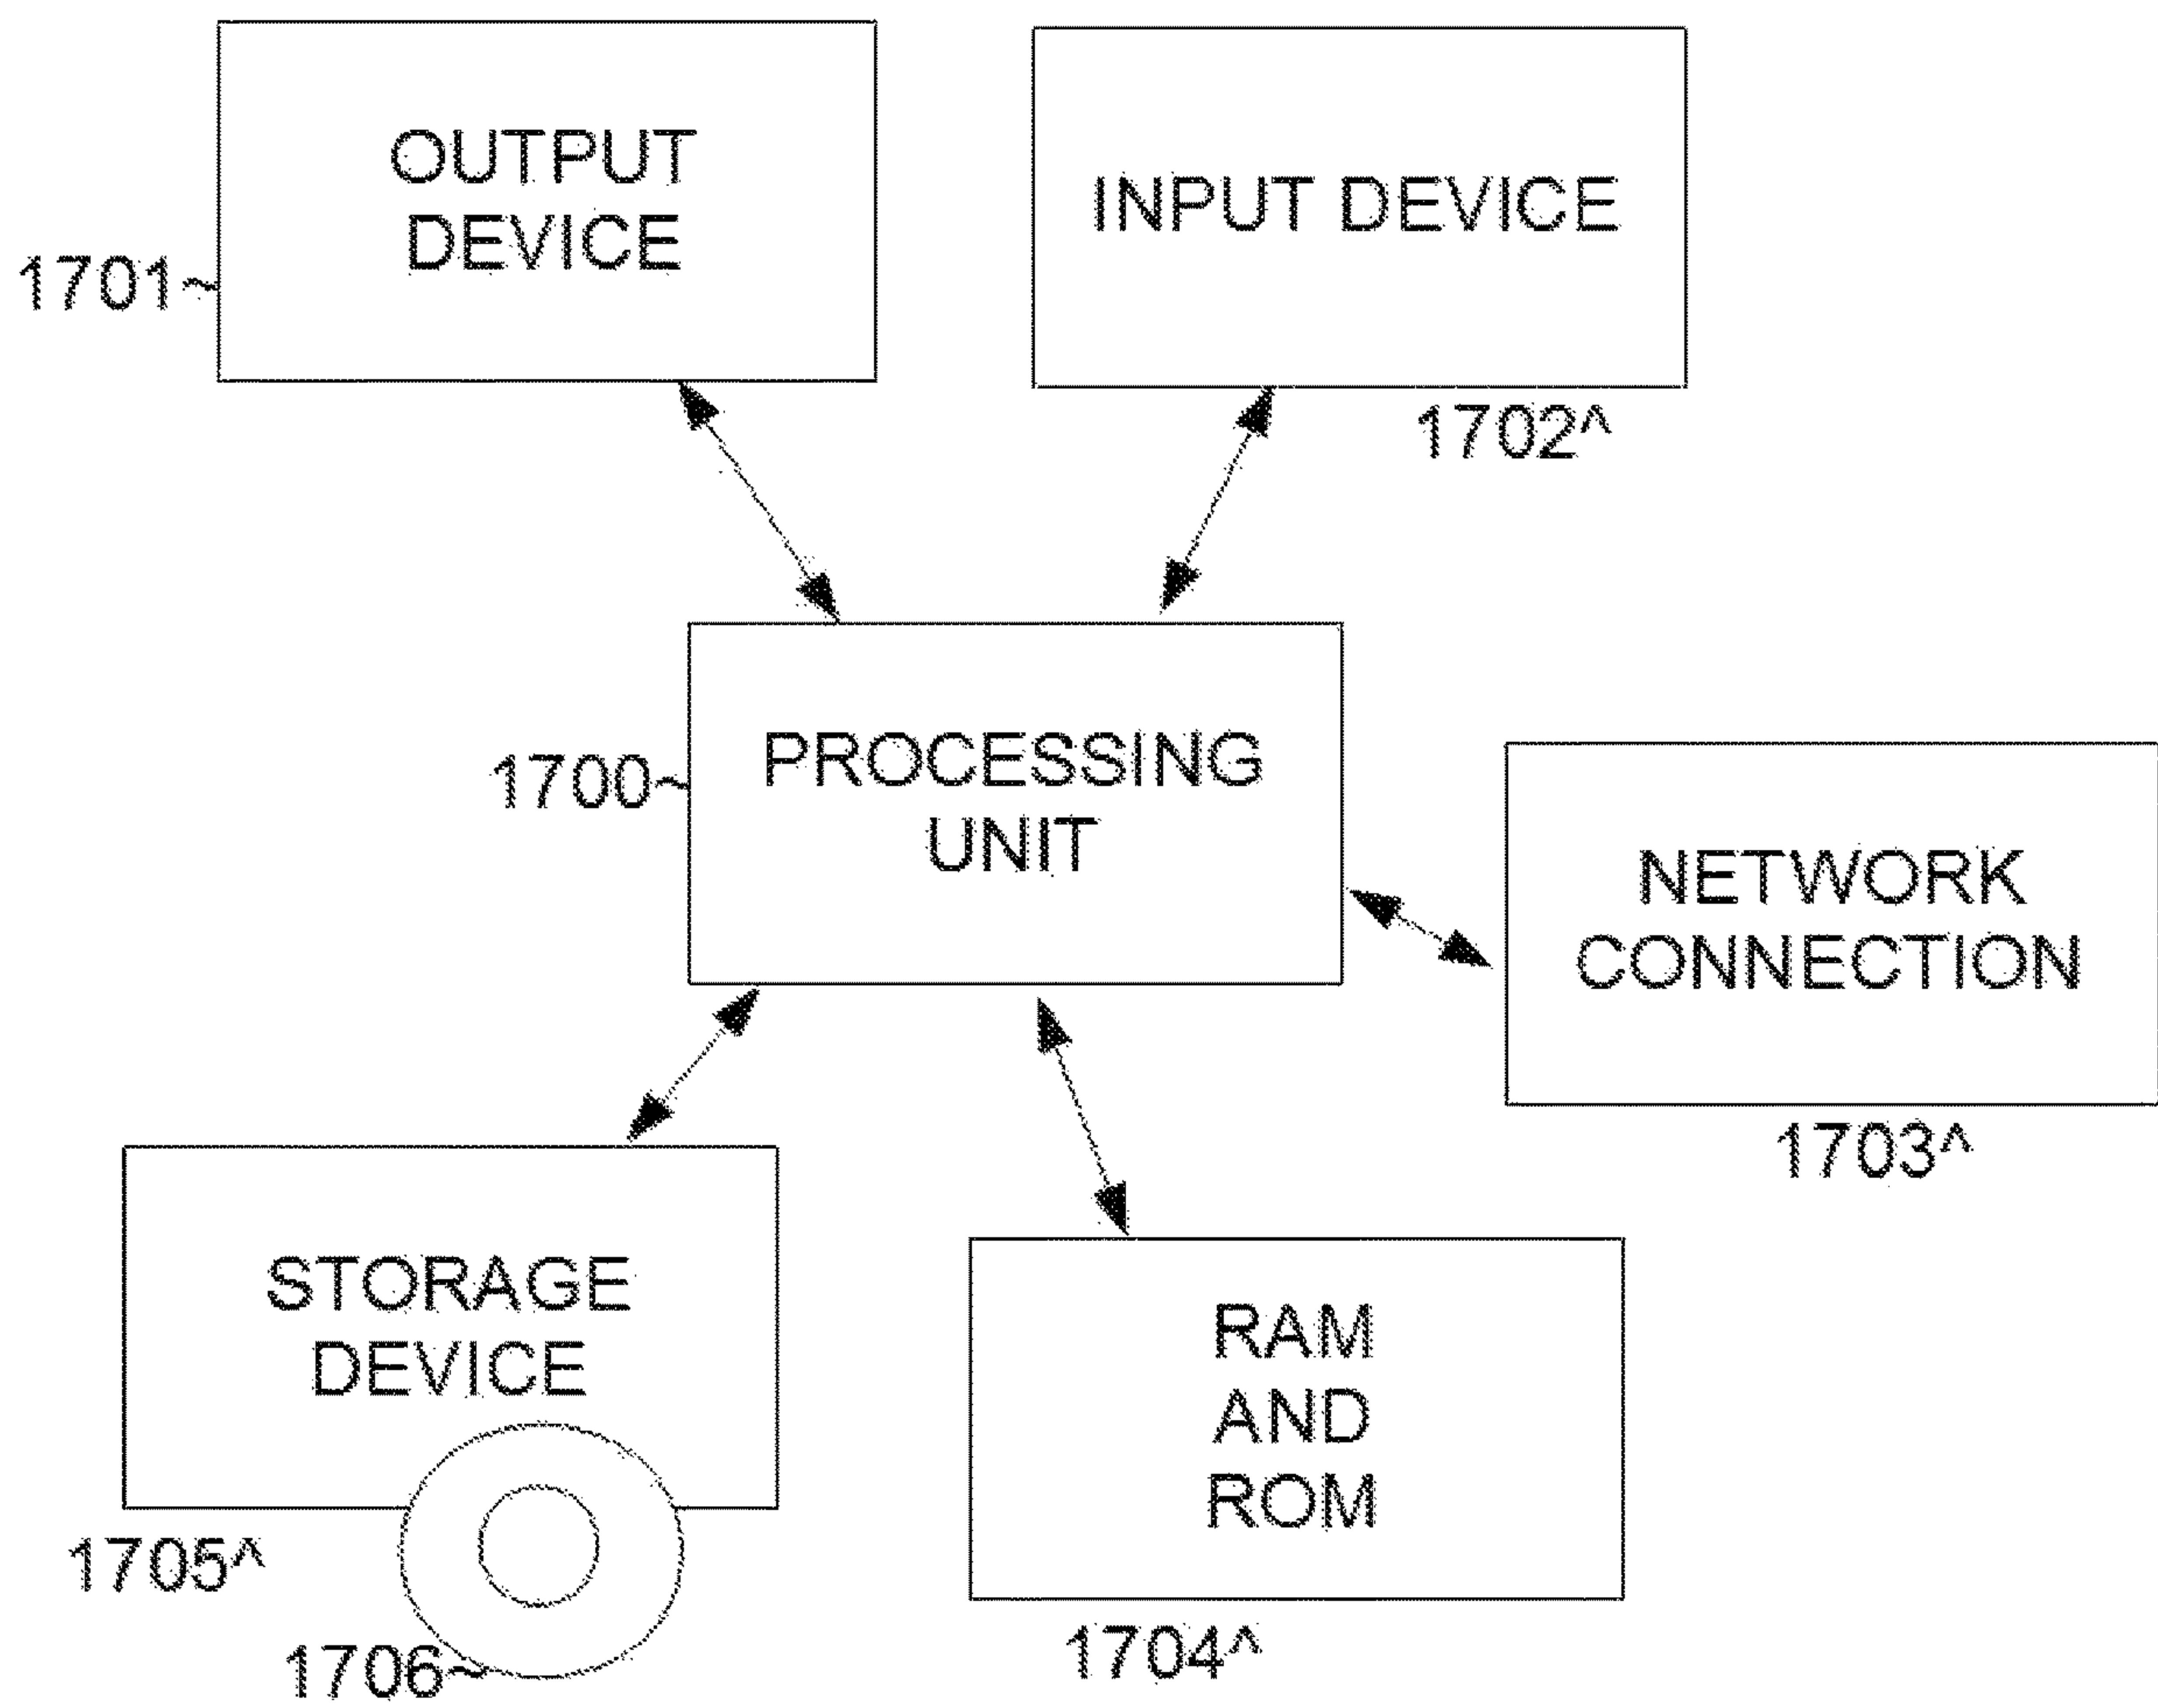 OUTPUT
DEVICE
1701~
INPUT DEVICE
1702^
PROCESSING
UNIT
1700~
NETWORK
CONNECTION
1703^
STORAGE
DEVICE
1705^
1706~
RAM
AND
ROM
1704^